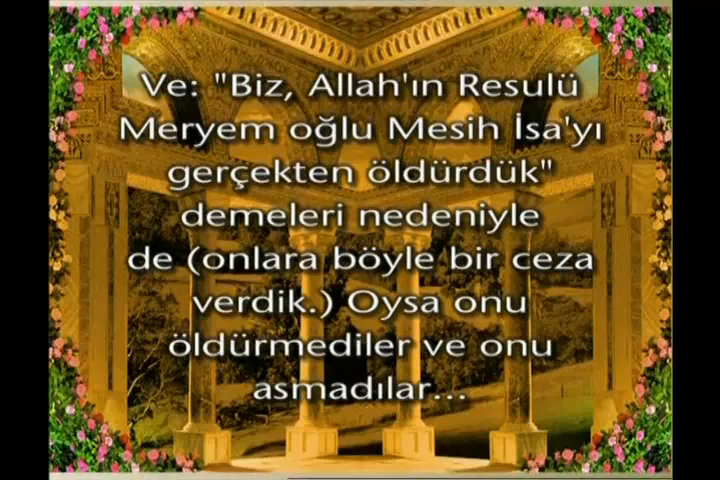 Ve: "Biz, Allah'ın Resulü
Meryem oğlu Mesih İsa'yı
gerçekten öldürdük"
demeleri nedeniyle
de (onlara böyle bir ceza
verdik.) Oysa onu
öldürmediler ve onu
asmadılar...